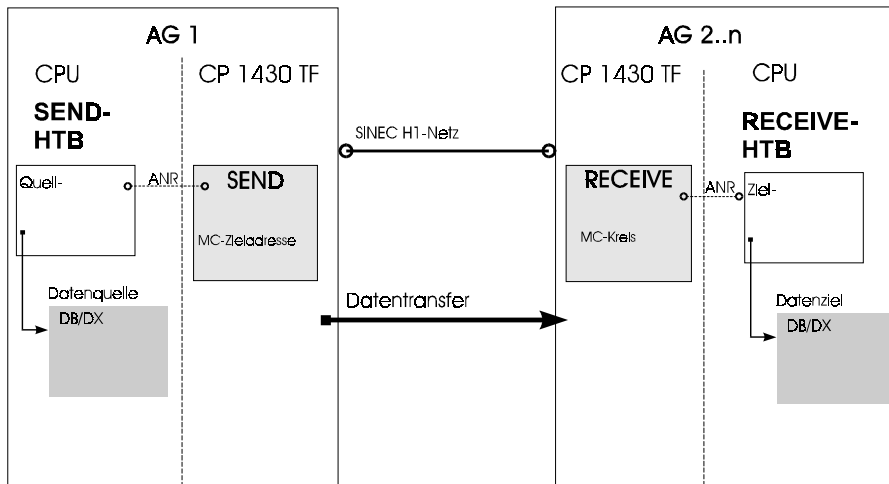 AG 1
CPU
CP 1430 TF
SEND-
HTB
Quell-
ANR
SEND
MC-Zieladresse
Datenquelle
DB/DX
SINEC H1-Netz
Datentransfer
AG 2..n
CP 1430 TF
CPU
RECEIVE-
HTB
RECEIVE
ANR
Ziel-
MC-Kreis
Datenziel
DB/DX